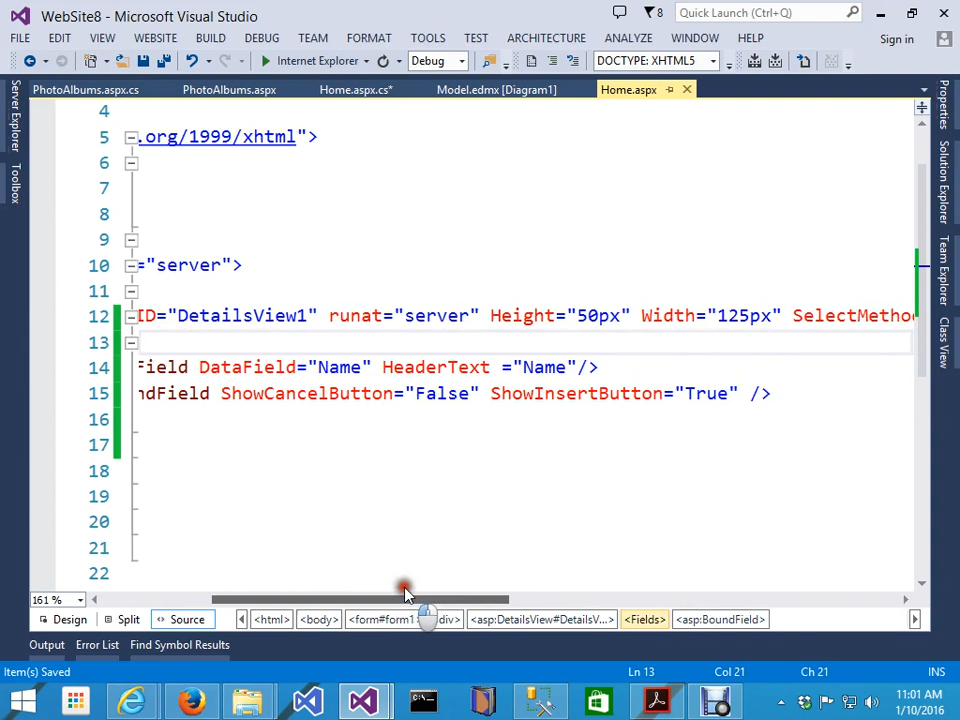 WebSite8 - Microsoft Visual Studio
8
Quick Launch (Ctrl+Q)
FILE EDIT VIEW WEBSITE BUILD DEBUG TEAM FORMAT TOOLS TEST ARCHITECTURE ANALYZE WINDOW HELP Sign in
Internet Explorer Debug DOCTYPE: XHTML5
PhotoAlbums.aspx.cs PhotoAlbums.aspx Home.aspx.cs* Model.edmx [Diagram1] Home.aspx
Server Explorer
Toolbox
Properties
Solution Explorer
Team Explorer
Class View
4
5 .org/1999/xhtml">
6
7
8
9
10 ="server">
11
12 ID="DetailsView1" runat="server" Height="50px" Width="125px" SelectMetho
13
14 Field DataField="Name" HeaderText ="Name"/>
15 ndField ShowCancelButton="False" ShowInsertButton="True" />
16
17
18
19
20
21
22
161 %
Design Split Source <html> <body> <form#form1> <div> <asp:DetailsView#DetailsV...> <Fields> <asp:BoundField>
Output Error List Find Symbol Results
Item(s) Saved Ln 13 Col 21 Ch 21 INS
11:01 AM
1/10/2016